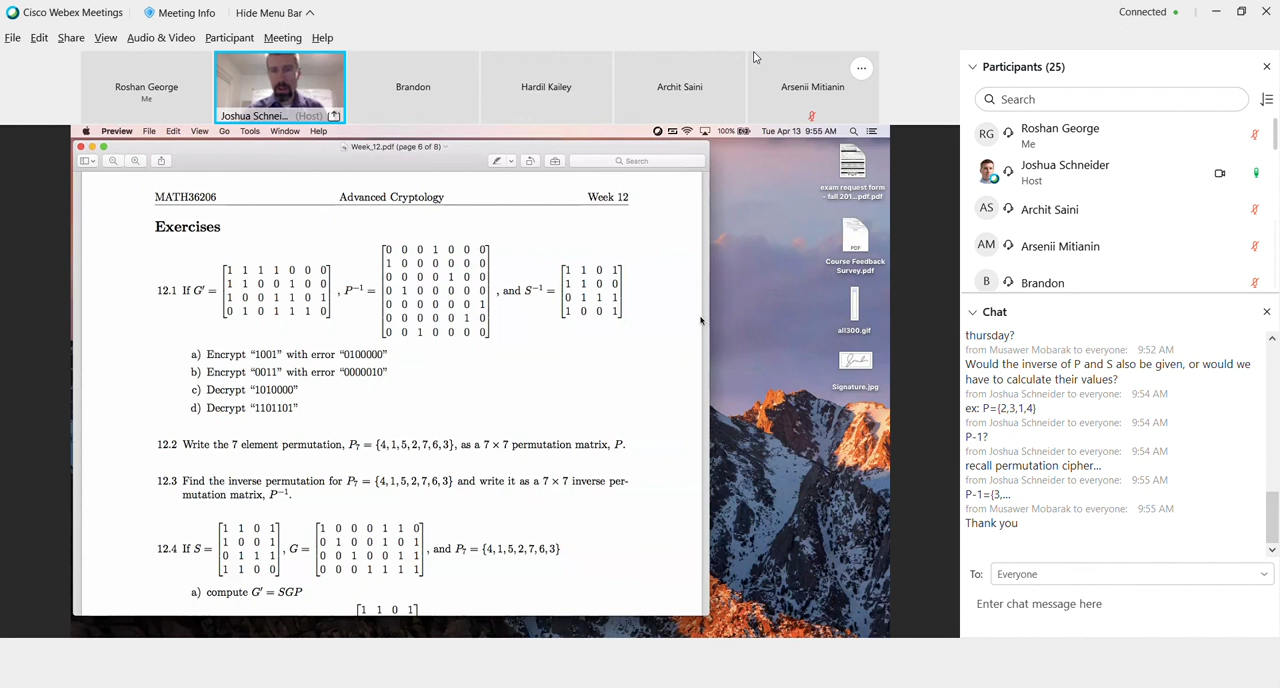 Cisco Webex Meetings
Meeting Info
Hide Menu Bar
Connected
File Edit Share View Audio & Video Participant Meeting Help
Roshan George
Me
Joshua Schnei... (Host)
Brandon
Hardil Kailey
Archit Saini
Arsenii Mitianin
Preview File Edit View Go Tools Window Help
100% Tue Apr 13 9:55 AM
Week_12.pdf (page 6 of 8)
Search
MATH36206 Advanced Cryptology Week 12
Exercises
12.1 If G′ =
[1 1 1 1 0 0 0]
[1 1 0 0 1 0 0]
[1 0 0 1 1 0 1]
[0 1 0 1 1 1 1]
, P⁻¹ =
[0 0 0 1 0 0 0]
[1 0 0 0 0 0 0]
[0 0 0 0 1 0 0]
[0 1 0 0 0 0 0]
[0 0 0 0 0 0 1]
[0 0 0 0 0 1 0]
[0 0 1 0 0 0 0]
, and S⁻¹ =
[1 1 0 1]
[1 1 0 0]
[0 1 1 1]
[1 0 0 1]
a) Encrypt “1001” with error “0100000”
b) Encrypt “0011” with error “0000010”
c) Decrypt “1010000”
d) Decrypt “1101101”
12.2 Write the 7 element permutation, P₇ = {4, 1, 5, 2, 7, 6, 3}, as a 7 × 7 permutation matrix, P.
12.3 Find the inverse permutation for P₇ = {4, 1, 5, 2, 7, 6, 3} and write it as a 7 × 7 inverse per-
mutation matrix, P⁻¹.
12.4 If S =
[1 1 0 1]
[1 0 0 1]
[0 1 1 1]
[1 1 0 0]
, G =
[1 0 0 0 1 1 0]
[0 1 0 0 1 0 1]
[0 0 1 0 0 1 1]
[0 0 0 1 1 1 1]
, and P₇ = {4, 1, 5, 2, 7, 6, 3}
a) compute G′ = SGP
[1 1 0 1]
PDF
exam request form
- fall 201...pdf.pdf
PDF
Course Feedback
Survey.pdf
all300.gif
Signature.jpg
Participants (25)
Search
RG Roshan George
Me
Joshua Schneider
Host
AS Archit Saini
AM Arsenii Mitianin
B Brandon
Chat
thursday?
from Musawer Mobarak to everyone: 9:52 AM
Would the inverse of P and S also be given, or would we
have to calculate their values?
from Joshua Schneider to everyone: 9:54 AM
ex: P={2,3,1,4}
from Joshua Schneider to everyone: 9:54 AM
P-1?
from Joshua Schneider to everyone: 9:54 AM
recall permutation cipher...
from Joshua Schneider to everyone: 9:55 AM
P-1={3,...
from Musawer Mobarak to everyone: 9:55 AM
Thank you
To: Everyone
Enter chat message here